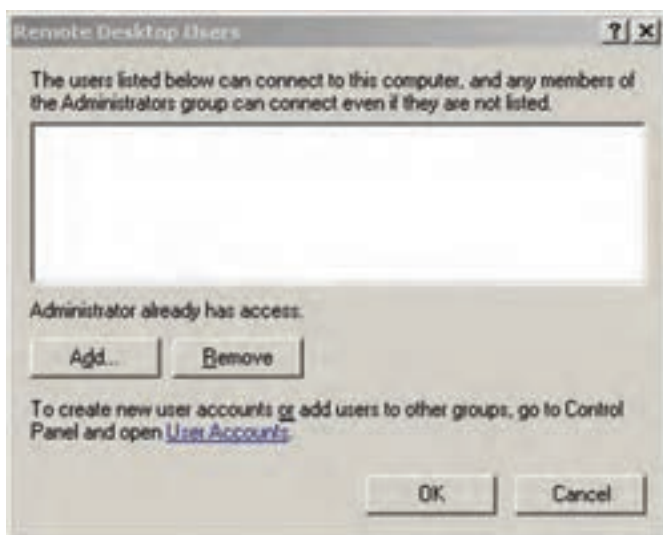 Remote Desktop Users
? X
The users listed below can connect to this computer, and any members of
the Administrators group can connect even if they are not listed.
Administrator already has access.
Add...
Remove
To create new user accounts or add users to other groups, go to Control
Panel and open User Accounts.
OK
Cancel